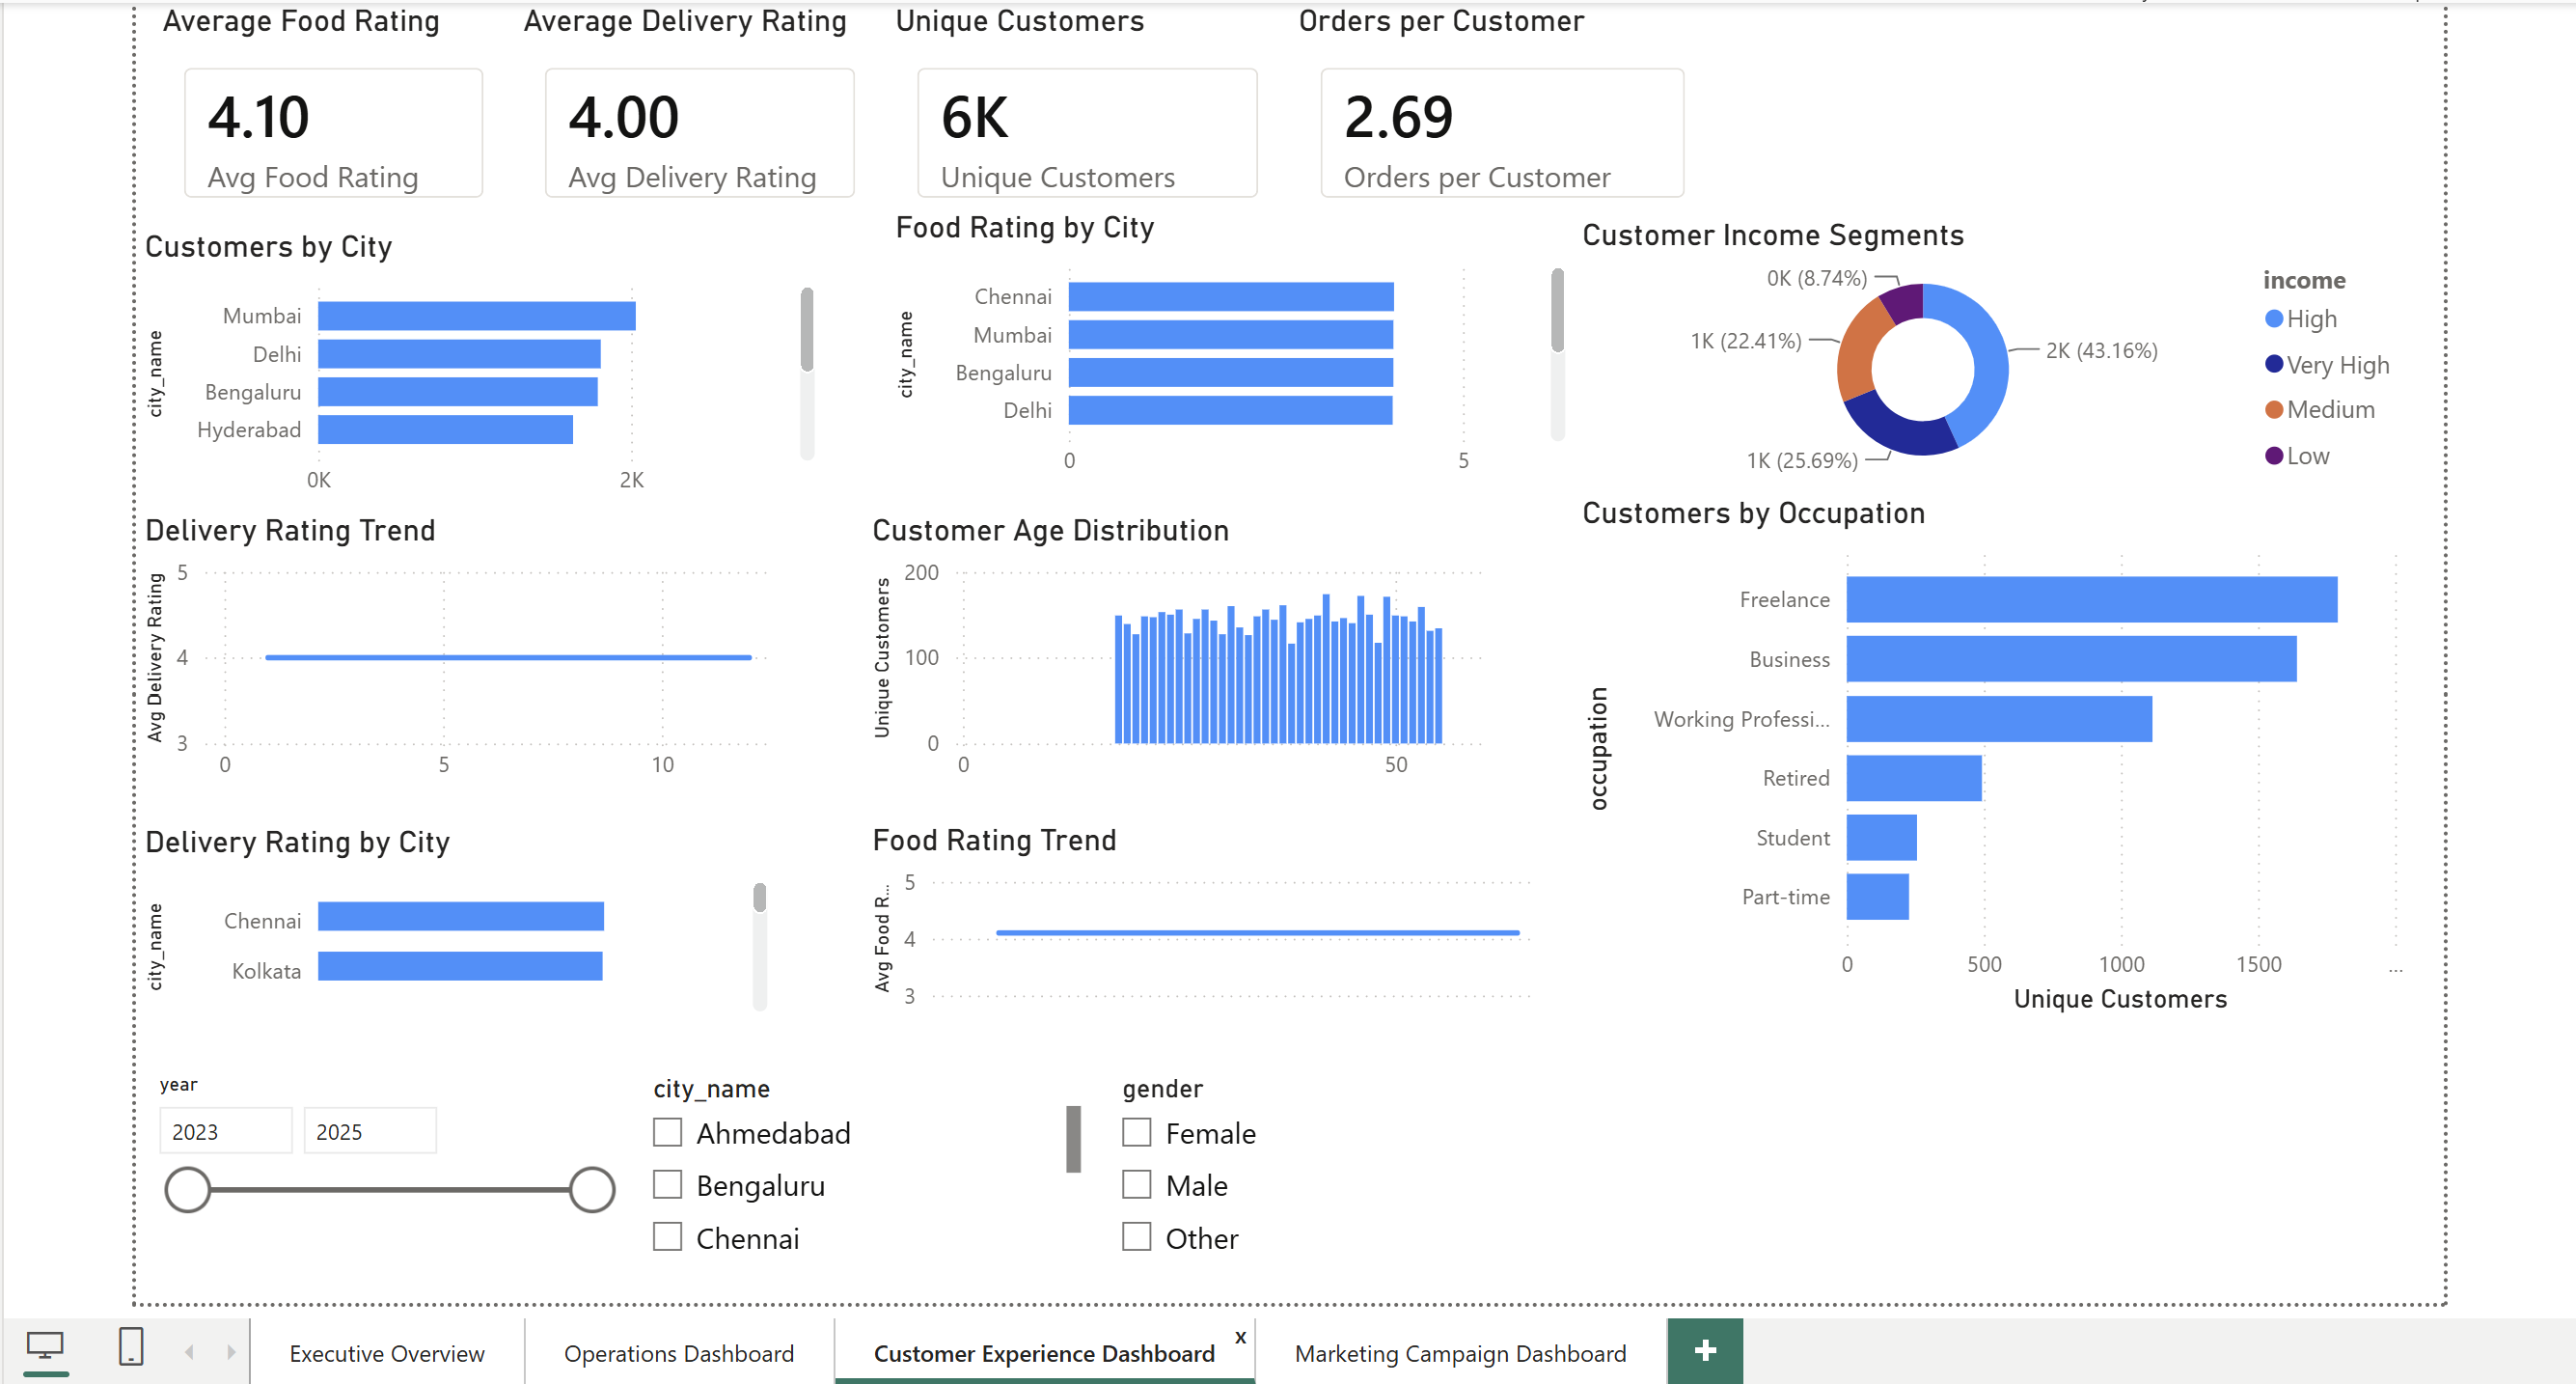 Average Food Rating
Average Delivery Rating
Unique Customers
Orders per Customer
4.10
Avg Food Rating
4.00
Avg Delivery Rating
6K
Unique Customers
2.69
Orders per Customer
Customers by City
city_name
Mumbai
Delhi
Bengaluru
Hyderabad
0K
2K
Food Rating by City
city_name
Chennai
Mumbai
Bengaluru
Delhi
0
5
Customer Income Segments
0K (8.74%)
1K (22.41%)
1K (25.69%)
2K (43.16%)
income
High
Very High
Medium
Low
Delivery Rating Trend
Avg Delivery Rating
5
4
3
0
5
10
Customer Age Distribution
Unique Customers
200
100
0
0
50
Customers by Occupation
occupation
Freelance
Business
Working Professi...
Retired
Student
Part-time
0
500
1000
1500
...
Unique Customers
Delivery Rating by City
city_name
Chennai
Kolkata
Food Rating Trend
Avg Food R...
5
4
3
year
2023
2025
city_name
Ahmedabad
Bengaluru
Chennai
gender
Female
Male
Other
Executive Overview
Operations Dashboard
Customer Experience Dashboard
x
Marketing Campaign Dashboard
+